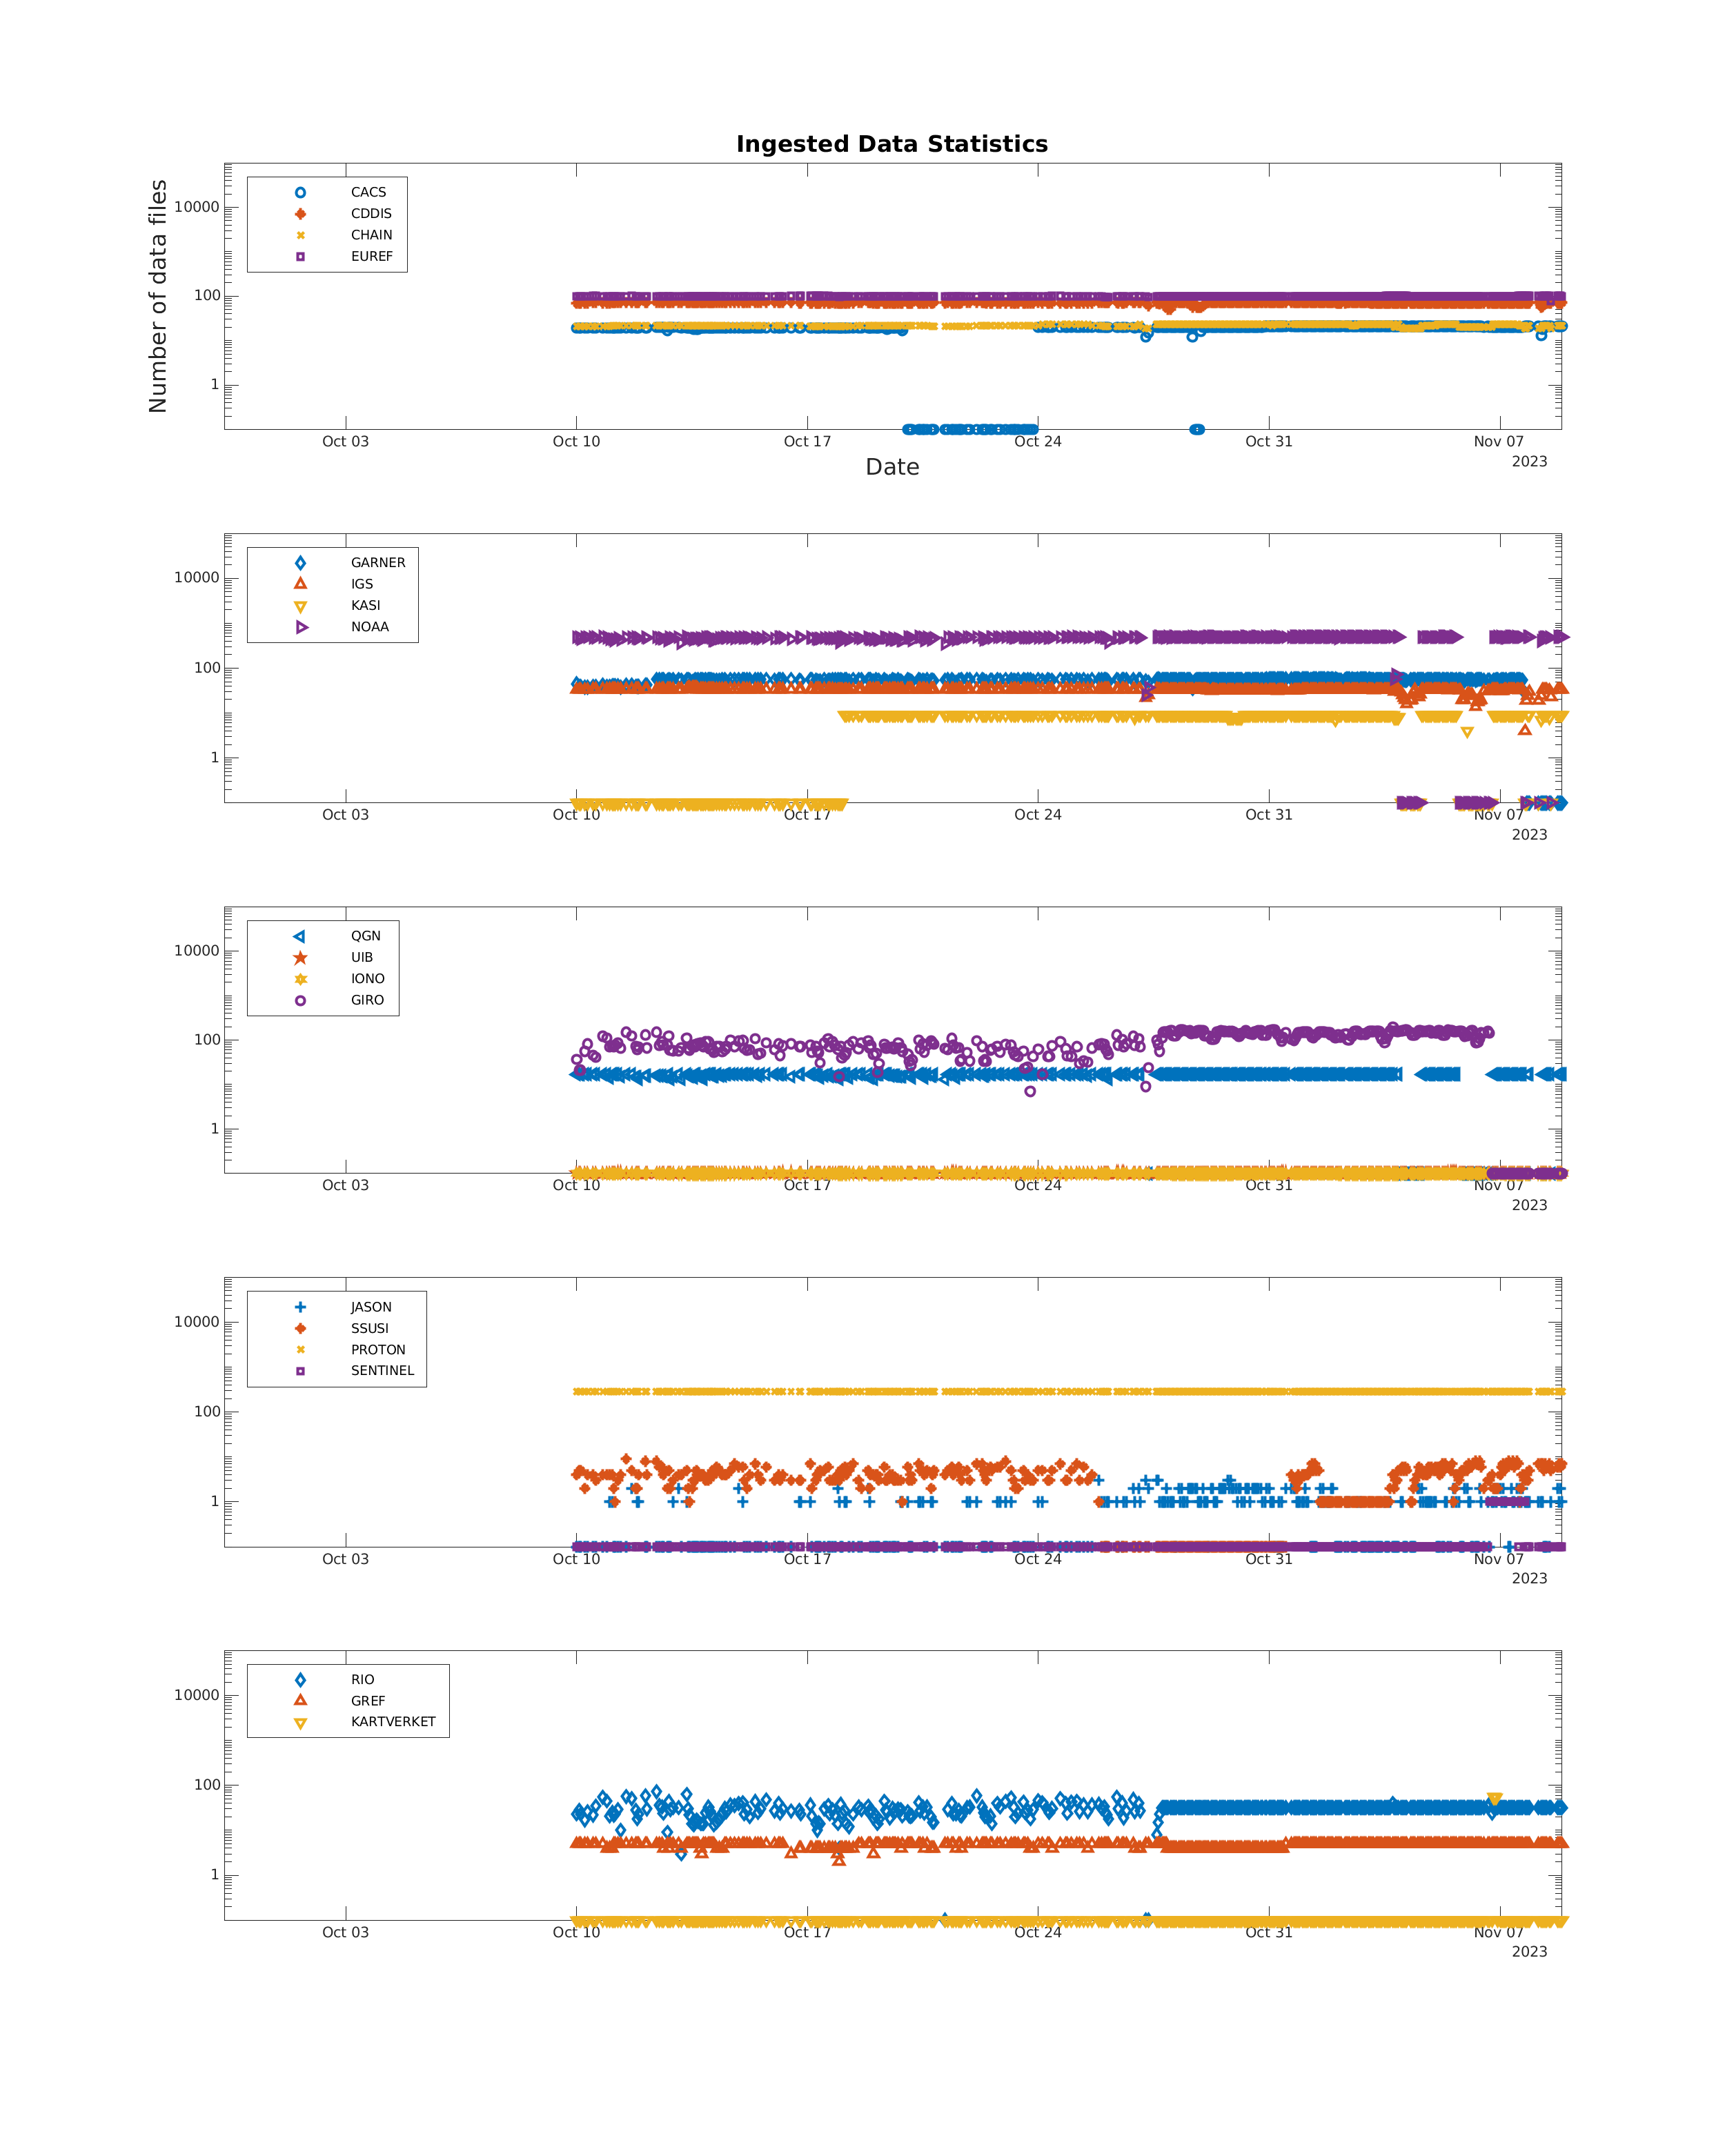 Ingested Data Statistics
Number of data files
10000
100
1
CACS
CDDIS
CHAIN
EUREF
Oct 03 Oct 10 Oct 17 Oct 24 Oct 31 Nov 07
2023
Date
10000
100
1
GARNER
IGS
KASI
NOAA
Oct 03 Oct 10 Oct 17 Oct 24 Oct 31 Nov 07
2023
10000
100
1
QGN
UIB
IONO
GIRO
Oct 03 Oct 10 Oct 17 Oct 24 Oct 31 Nov 07
2023
10000
100
1
JASON
SSUSI
PROTON
SENTINEL
Oct 03 Oct 10 Oct 17 Oct 24 Oct 31 Nov 07
2023
10000
100
1
RIO
GREF
KARTVERKET
Oct 03 Oct 10 Oct 17 Oct 24 Oct 31 Nov 07
2023